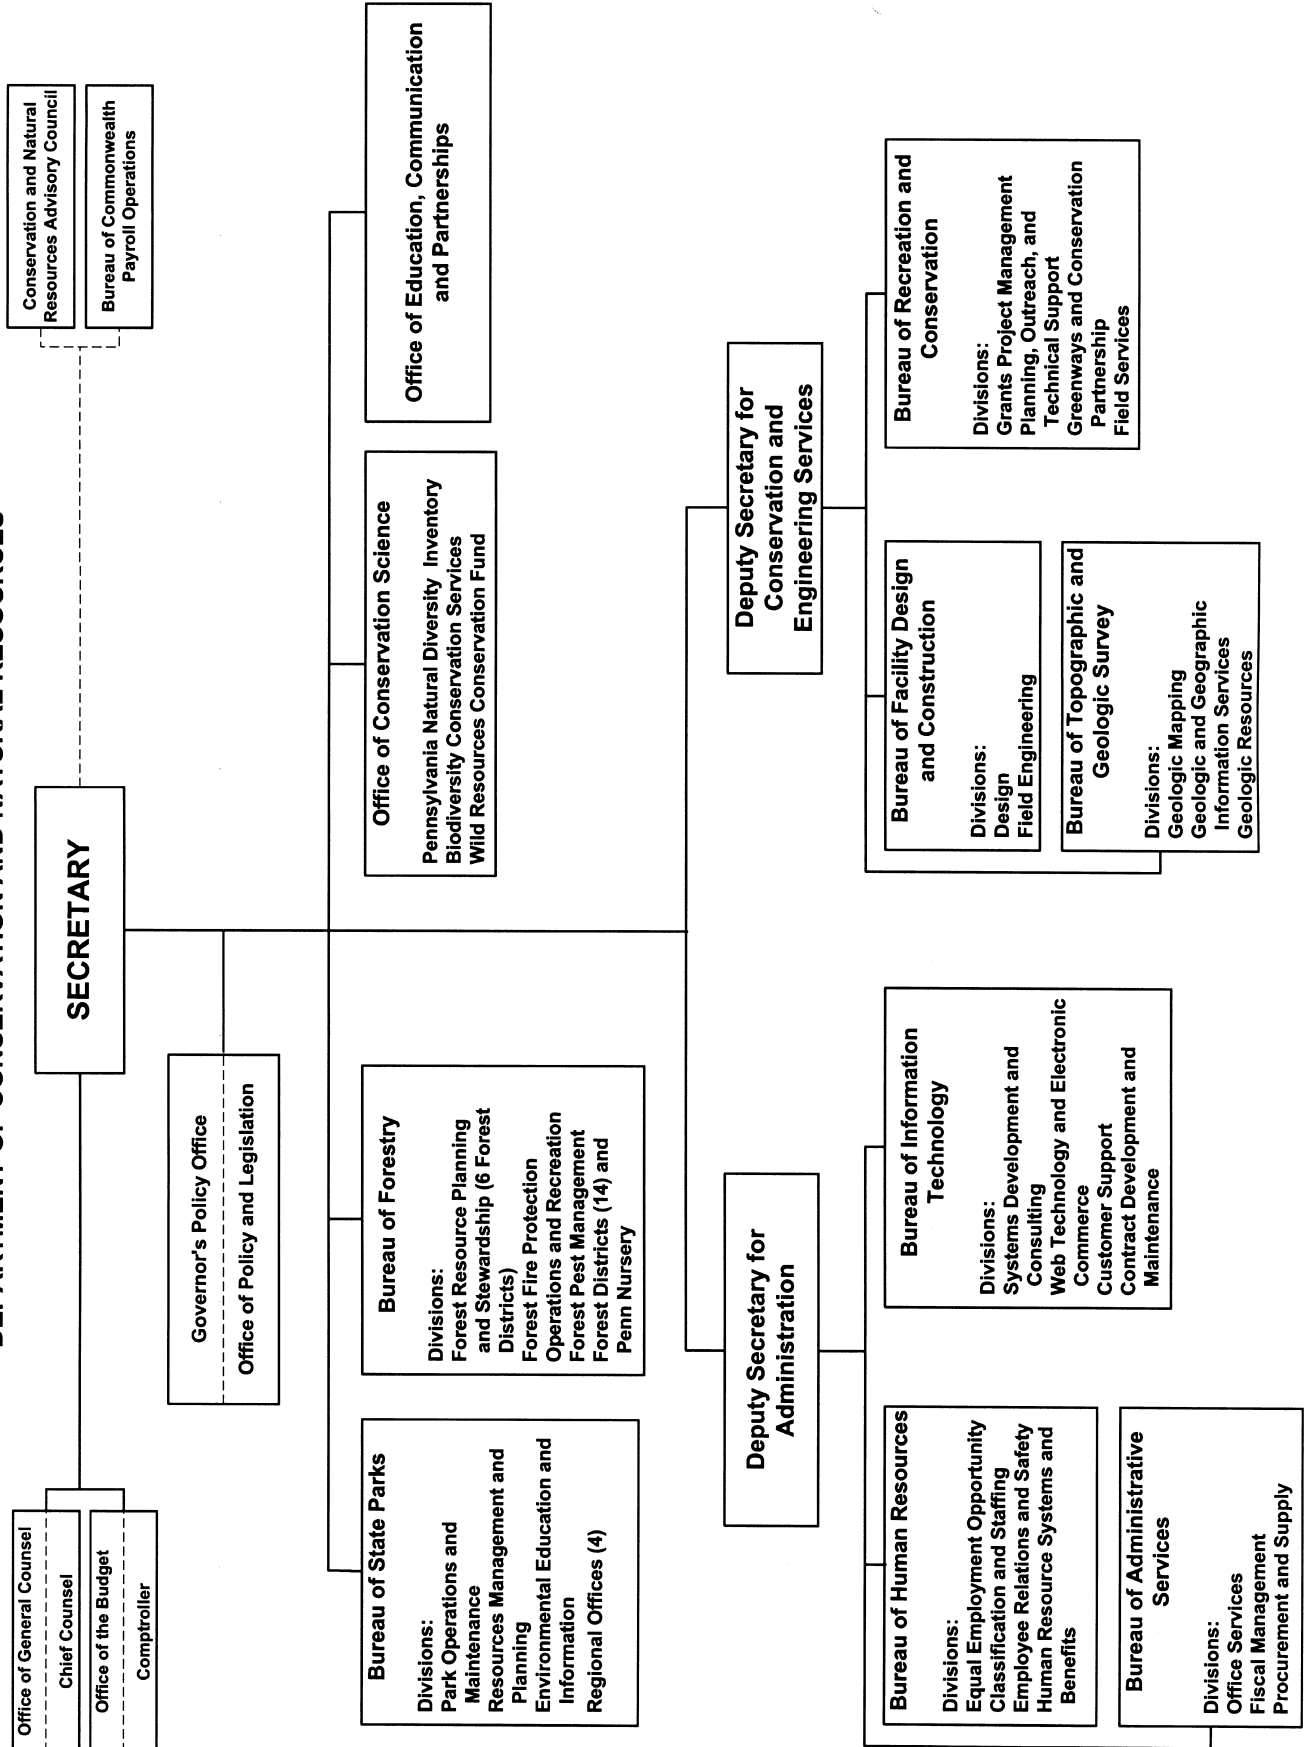 SECRETARY
Office of General Counsel
Chief Counsel
Office of the Budget
Comptroller
Conservation and Natural
Resources Advisory Council
Bureau of Commonwealth
Payroll Operations
Governor's Policy Office
Office of Policy and Legislation
Bureau of State Parks
Divisions:
Park Operations and
Maintenance
Resources Management and
Planning
Environmental Education and
Information
Regional Offices (4)
Bureau of Forestry
Divisions:
Forest Resource Planning
and Stewardship (6 Forest
Districts)
Forest Fire Protection
Operations and Recreation
Forest Pest Management
Forest Districts (14) and
Penn Nursery
Office of Conservation Science
Pennsylvania Natural Diversity Inventory
Biodiversity Conservation Services
Wild Resources Conservation Fund
Office of Education, Communication
and Partnerships
Deputy Secretary for
Administration
Deputy Secretary for
Conservation and
Engineering Services
Bureau of Human Resources
Divisions:
Equal Employment Opportunity
Classification and Staffing
Employee Relations and Safety
Human Resource Systems and
Benefits
Bureau of Administrative
Services
Divisions:
Office Services
Fiscal Management
Procurement and Supply
Bureau of Information
Technology
Divisions:
Systems Development and
Consulting
Web Technology and Electronic
Commerce
Customer Support
Contract Development and
Maintenance
Bureau of Facility Design
and Construction
Divisions:
Design
Field Engineering
Bureau of Topographic and
Geologic Survey
Divisions:
Geologic Mapping
Geologic and Geographic
Information Services
Geologic Resources
Bureau of Recreation and
Conservation
Divisions:
Grants Project Management
Planning, Outreach, and
Technical Support
Greenways and Conservation
Partnership
Field Services